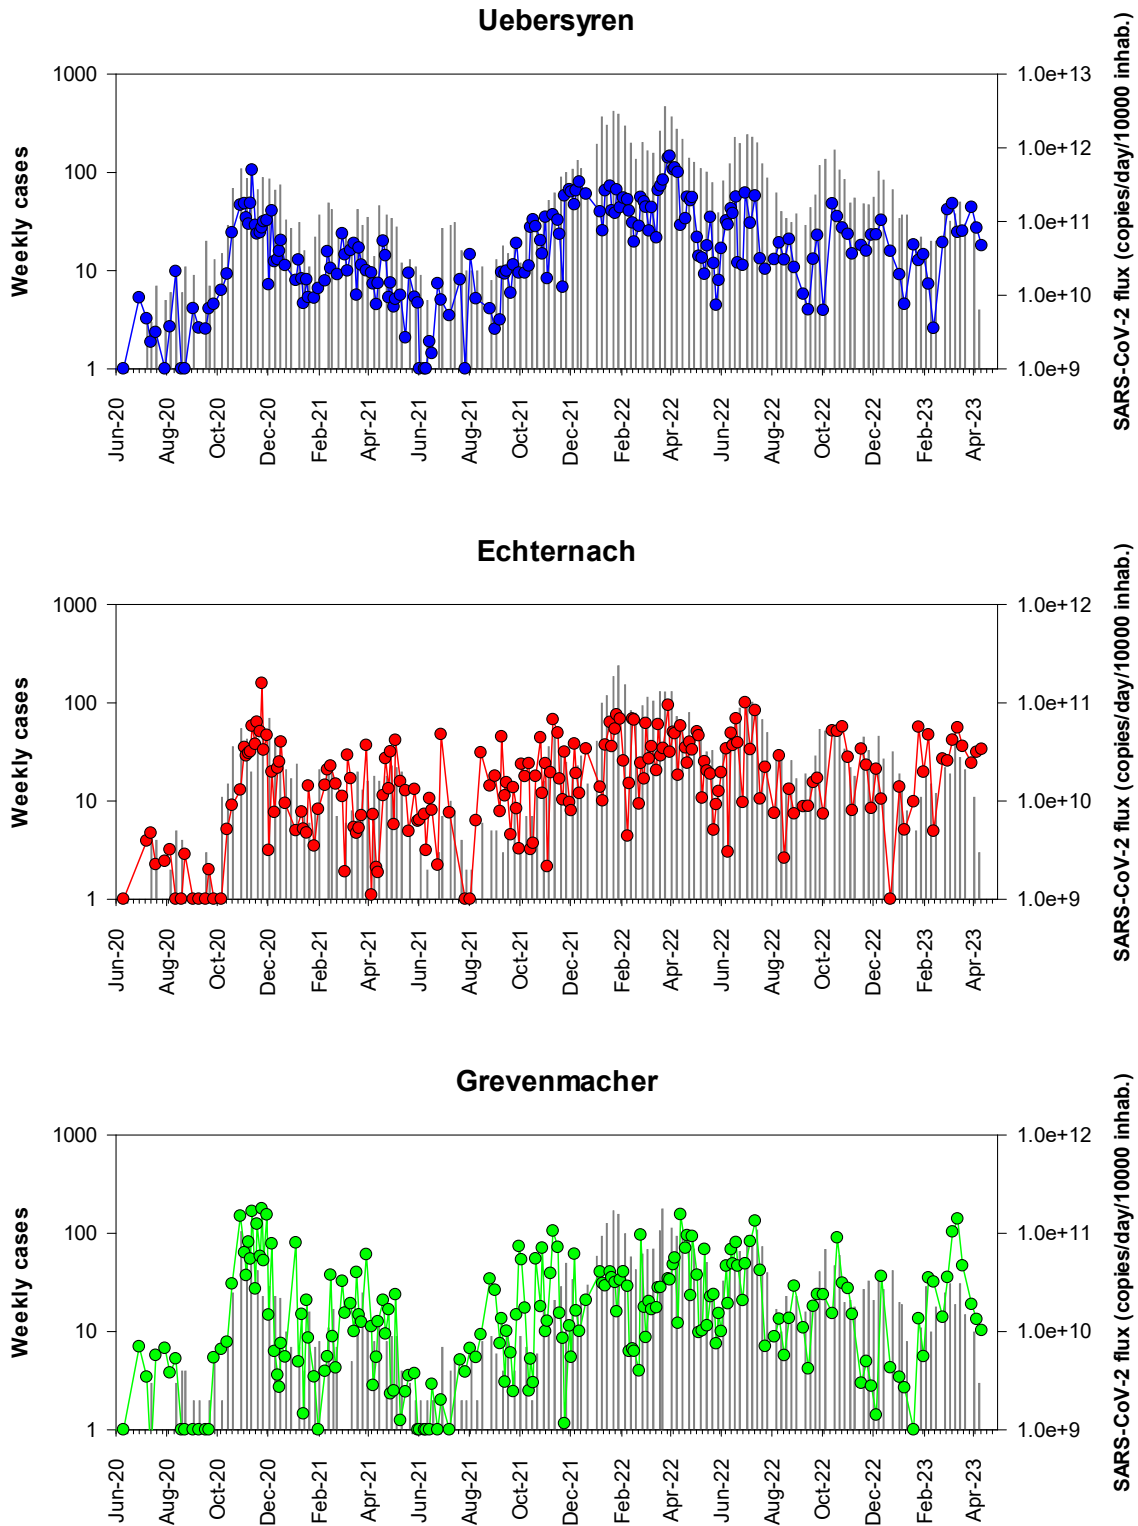 Uebersyren
Weekly cases
SARS-CoV-2 flux (copies/day/10000 inhab.)
1000
100
10
1
1.0e+13
1.0e+12
1.0e+11
1.0e+10
1.0e+9
Jun-20
Aug-20
Oct-20
Dec-20
Feb-21
Apr-21
Jun-21
Aug-21
Oct-21
Dec-21
Feb-22
Apr-22
Jun-22
Aug-22
Oct-22
Dec-22
Feb-23
Apr-23
Echternach
Weekly cases
SARS-CoV-2 flux (copies/day/10000 inhab.)
1000
100
10
1
1.0e+12
1.0e+11
1.0e+10
1.0e+9
Jun-20
Aug-20
Oct-20
Dec-20
Feb-21
Apr-21
Jun-21
Aug-21
Oct-21
Dec-21
Feb-22
Apr-22
Jun-22
Aug-22
Oct-22
Dec-22
Feb-23
Apr-23
Grevenmacher
Weekly cases
SARS-CoV-2 flux (copies/day/10000 inhab.)
1000
100
10
1
1.0e+12
1.0e+11
1.0e+10
1.0e+9
Jun-20
Aug-20
Oct-20
Dec-20
Feb-21
Apr-21
Jun-21
Aug-21
Oct-21
Dec-21
Feb-22
Apr-22
Jun-22
Aug-22
Oct-22
Dec-22
Feb-23
Apr-23